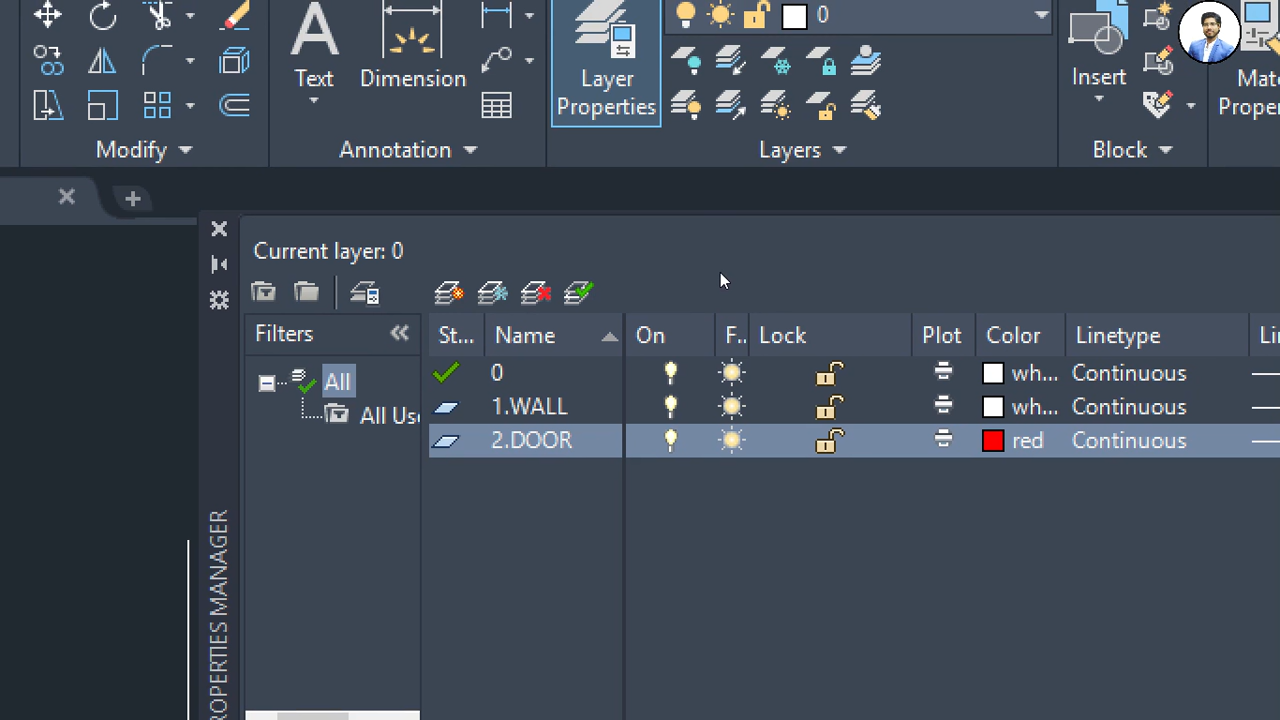 Text
Dimension
Layer
Properties
0
Insert
Mat
Prope
Modify
Annotation
Layers
Block
Current layer: 0
Filters
St...
Name
On
F..
Lock
Plot
Color
Linetype
Li
All
All Us
0
wh...
Continuous
1.WALL
wh...
Continuous
2.DOOR
red
Continuous
ROPERTIES MANAGER